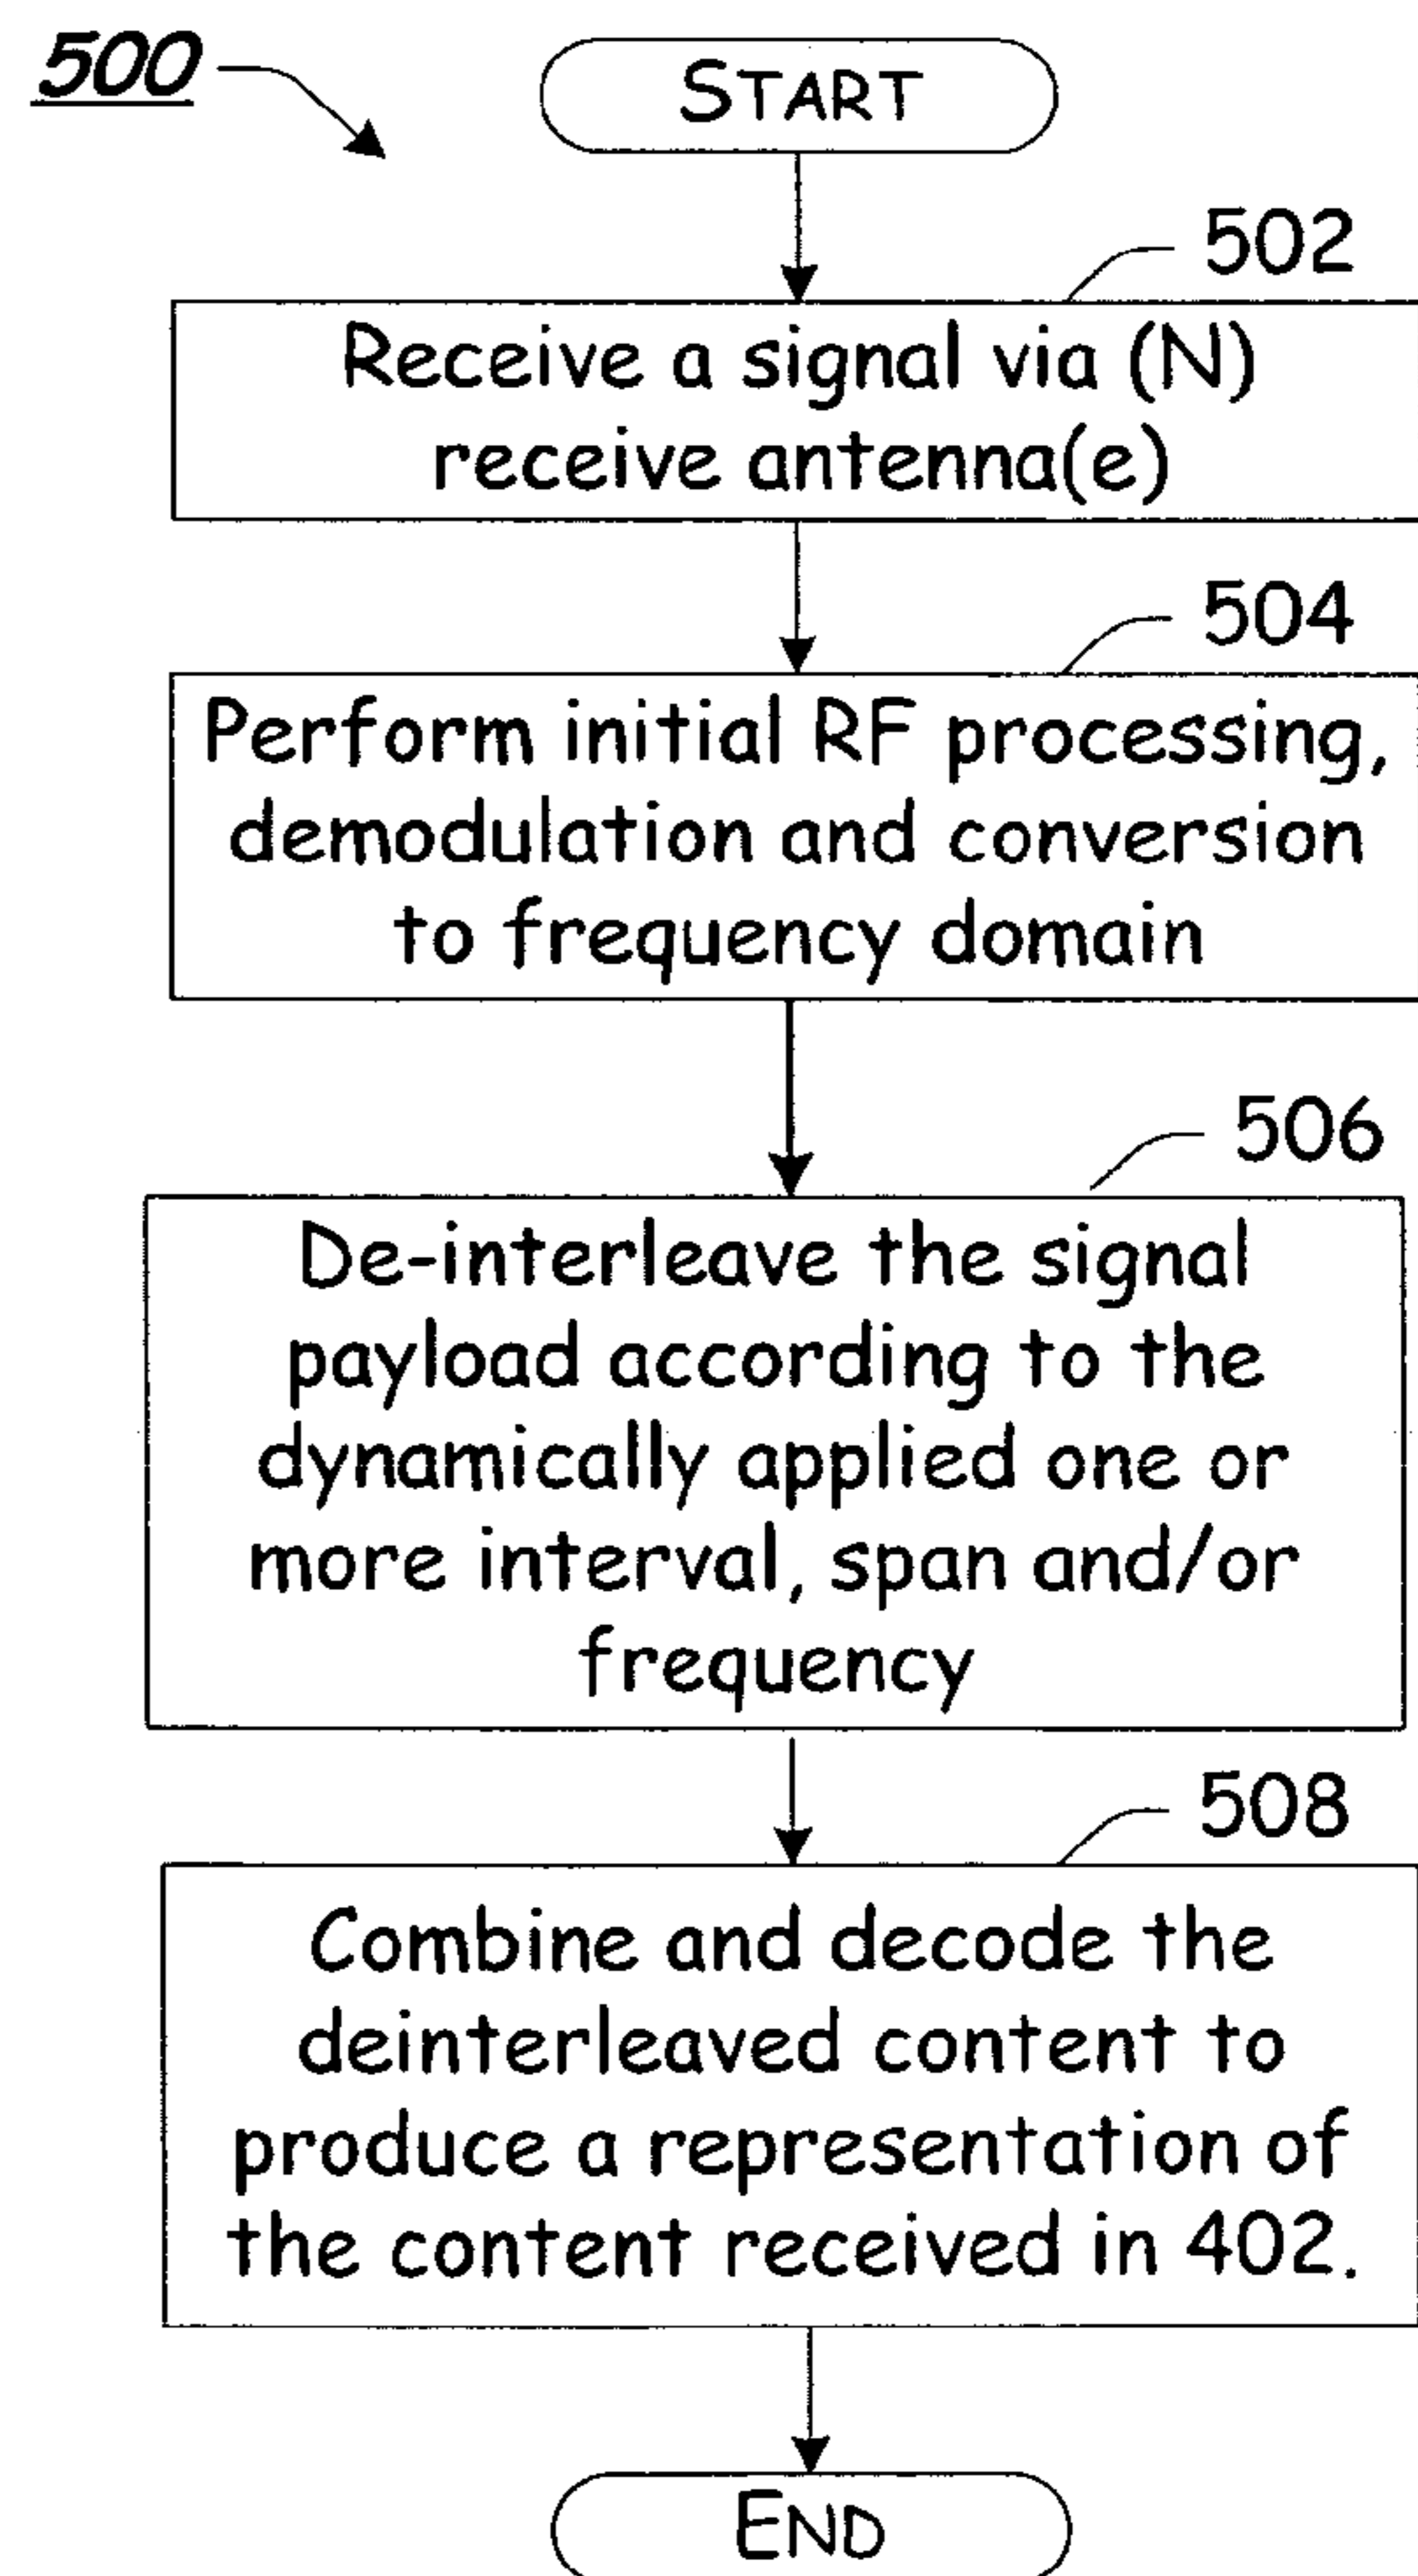 500
START
502
Receive a signal via (N)
receive antenna(e)
504
Perform initial RF processing,
demodulation and conversion
to frequency domain
506
De-interleave the signal
payload according to the
dynamically applied one or
more interval, span and/or
frequency
508
Combine and decode the
deinterleaved content to
produce a representation of
the content received in 402.
END